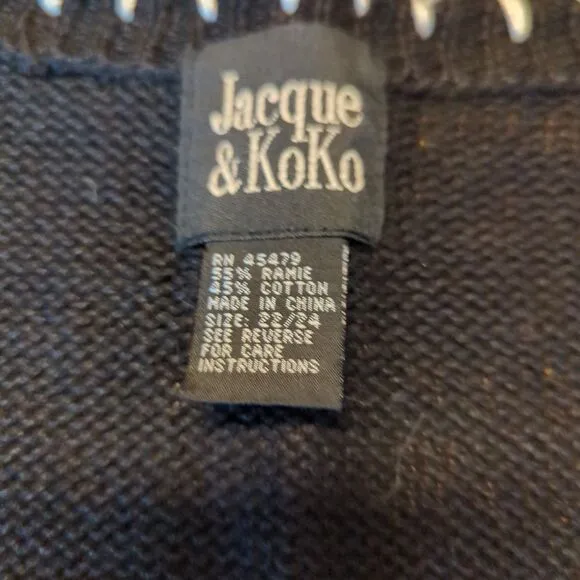 Jacque
& KoKo
RN 45479
55% RAMIE
45% COTTON
MADE IN CHINA
SIZE: 22/24
SEE REVERSE
FOR CARE
INSTRUCTIONS